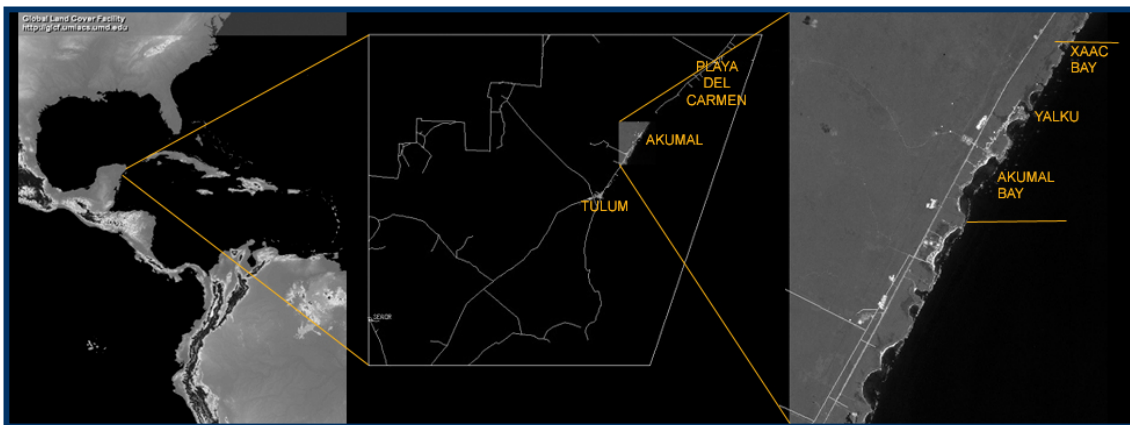 Global Land Cover Facility
http://glcf.umiacs.umd.edu
PLAYA
DEL
CARMEN
AKUMAL
TULUM
XAAC
BAY
YALKU
AKUMAL
BAY